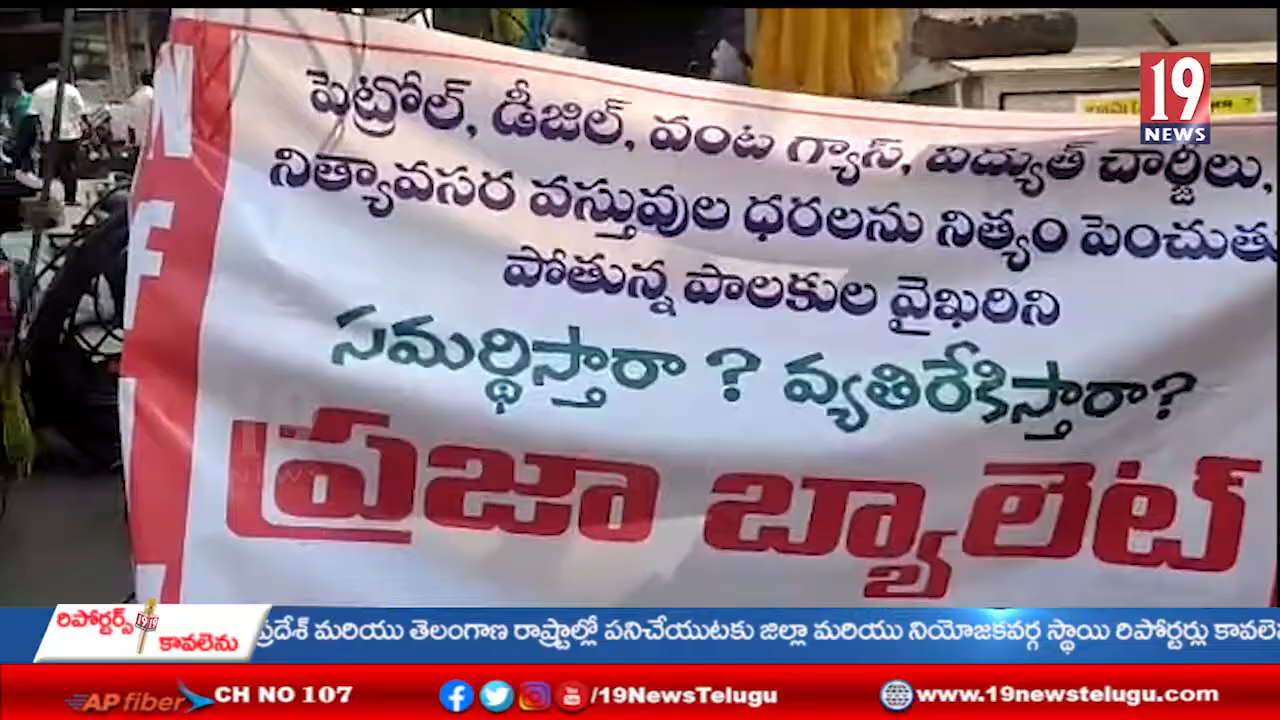 పెట్రోల్, డీజిల్, వంట గ్యాస్, విద్యుత్ చార్జీలు,
నిత్యావసర వస్తువుల ధరలను నిత్యం పెంచుతు
పోతున్న పాలకుల వైఖరిని
సమర్థిస్తారా ? వ్యతిరేకిస్తారా?
ప్రజా బ్యాలెట్
19
NEWS
రిపోర్టర్స్
కావలెను
ప్రదేశ్ మరియు తెలంగాణ రాష్ట్రాల్లో పనిచేయుటకు జిల్లా మరియు నియోజకవర్గ స్థాయి రిపోర్టర్లు
AP fiber CH NO 107
/19NewsTelugu
www.19newstelugu.com